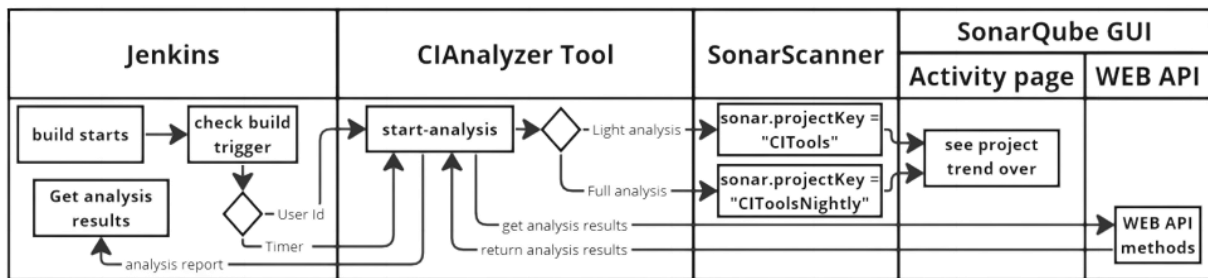 Jenkins
CIAnalyzer Tool
SonarScanner
SonarQube GUI
Activity page
WEB API
build starts
check build
trigger
start-analysis
Light analysis
sonar.projectKey =
"CITools"
see project
trend over
Get analysis
results
User Id
Full analysis
sonar.projectKey =
"CIToolsNightly"
Timer
get analysis results
return analysis results
WEB API
methods
analysis report